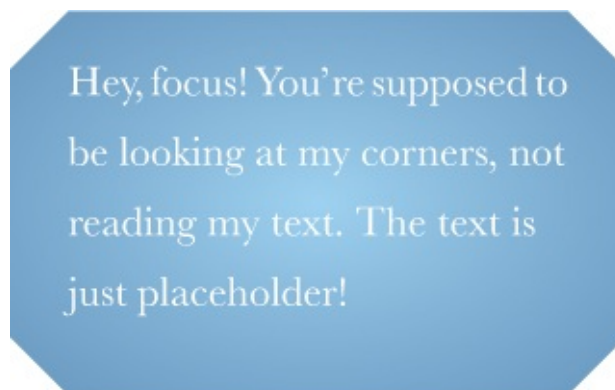 Hey, focus! You’re supposed to
be looking at my corners, not
reading my text. The text is
just placeholder!